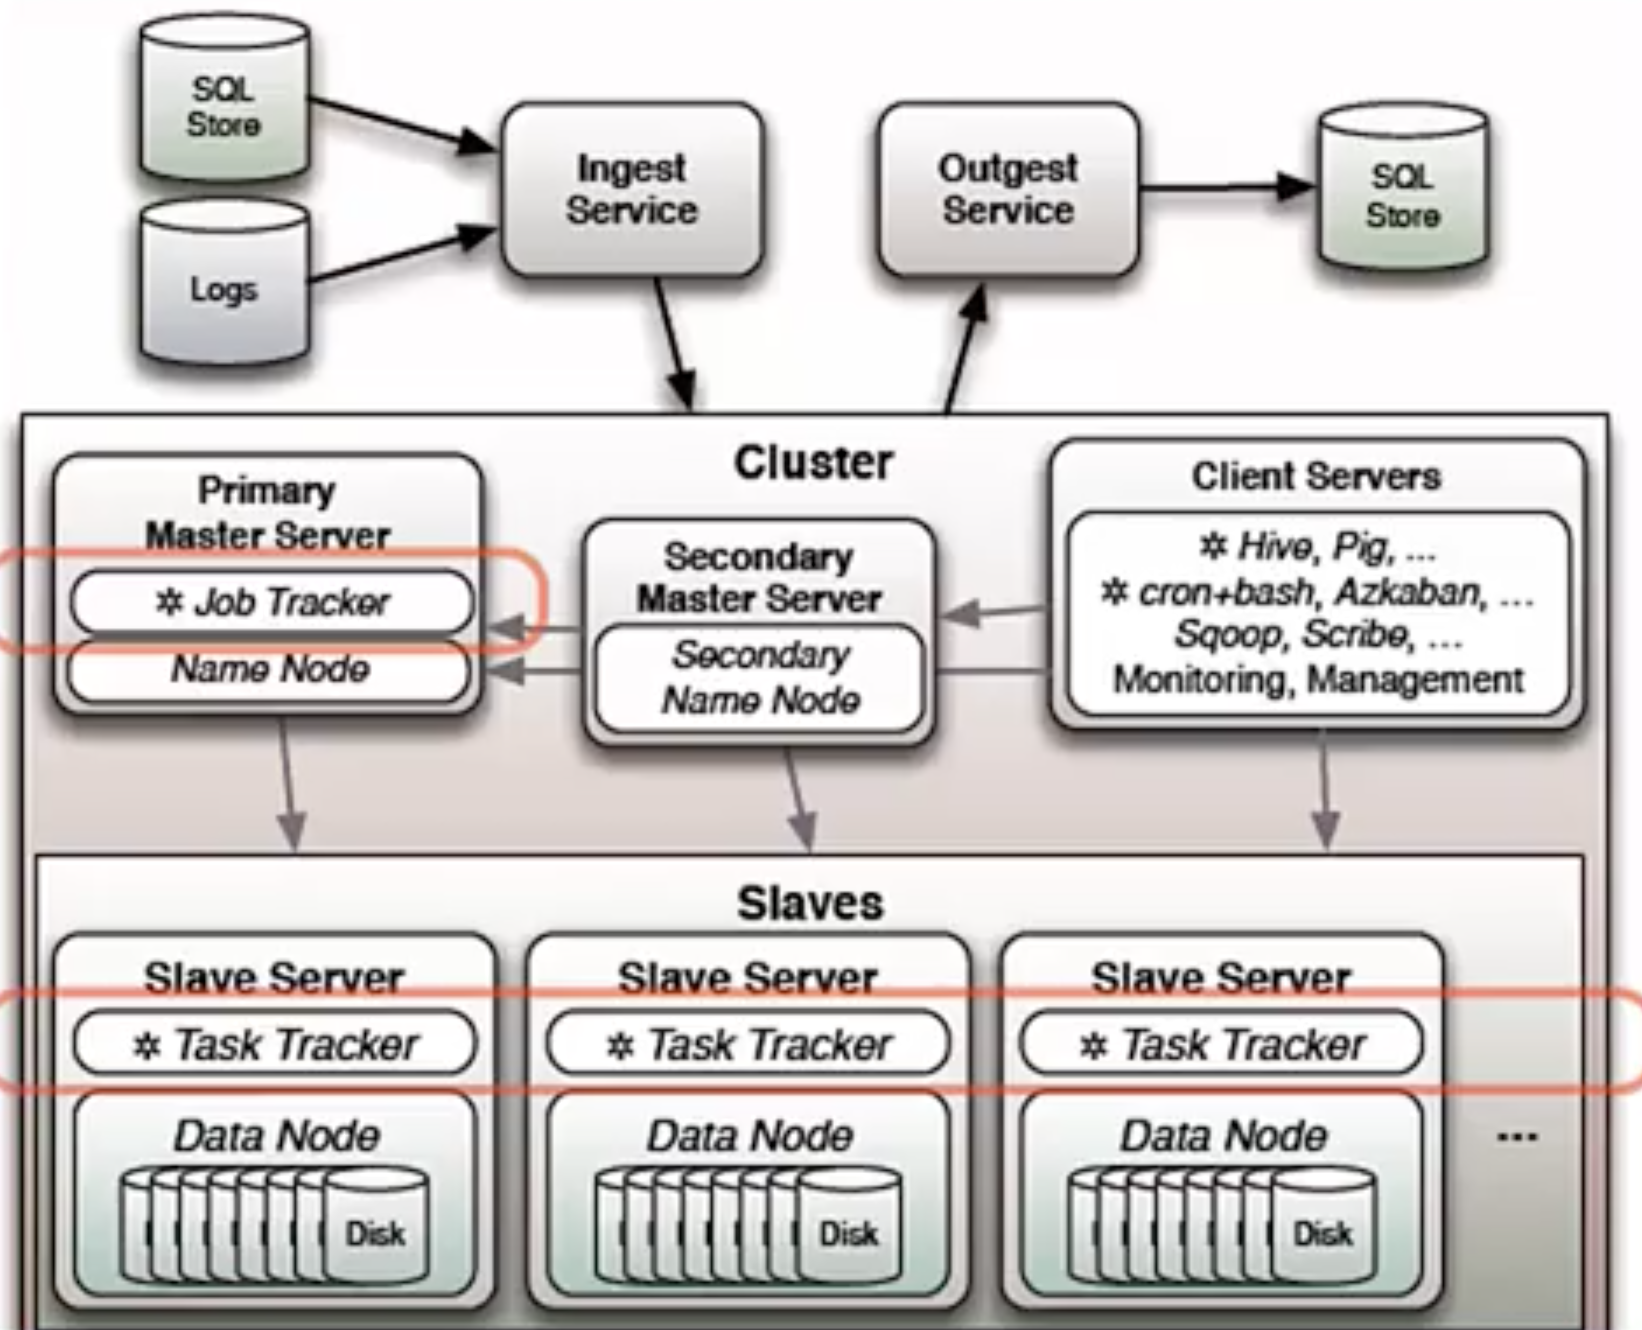 SQL
Store
Logs
Ingest
Service
Outgest
Service
SQL
Store
Cluster
Primary
Master Server
✲ Job Tracker
Name Node
Secondary
Master Server
Secondary
Name Node
Client Servers
✲ Hive, Pig, ...
✲ cron+bash, Azkaban, ...
Sqoop, Scribe, ...
Monitoring, Management
Slaves
Slave Server
✲ Task Tracker
Data Node
Disk
Slave Server
✲ Task Tracker
Data Node
Disk
Slave Server
✲ Task Tracker
Data Node
Disk
...